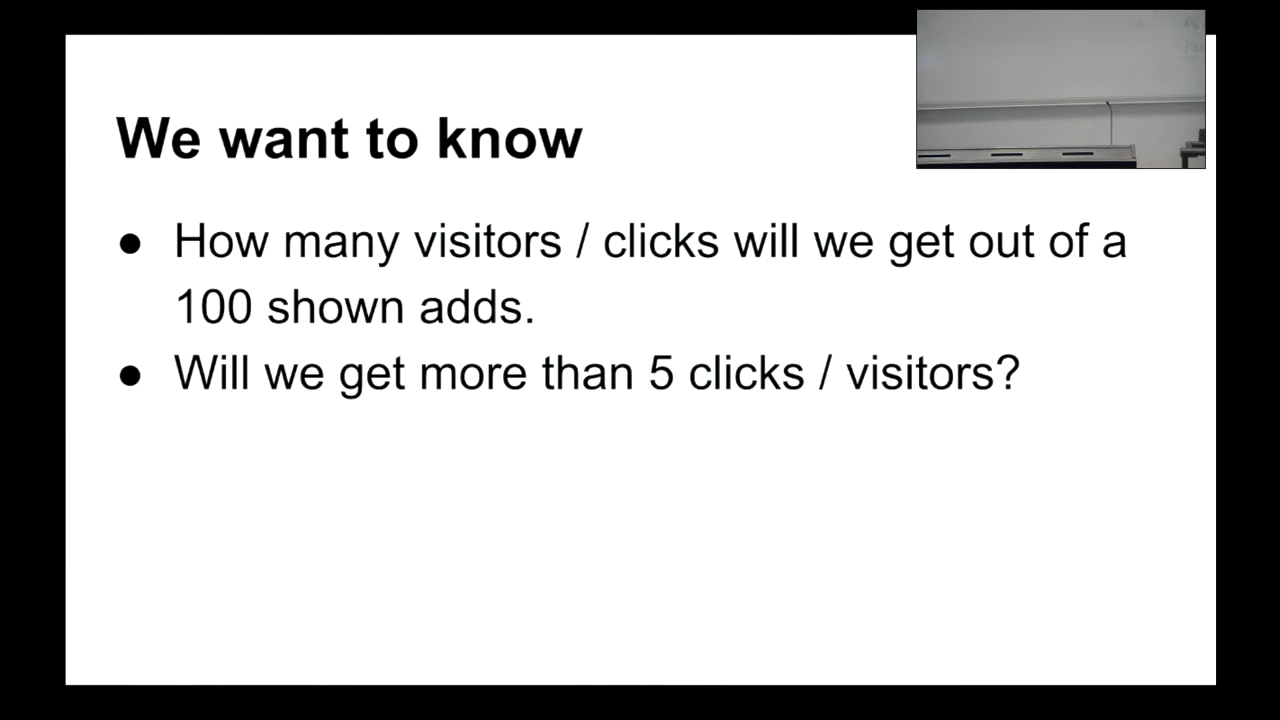 We want to know
● How many visitors / clicks will we get out of a
100 shown adds.
● Will we get more than 5 clicks / visitors?